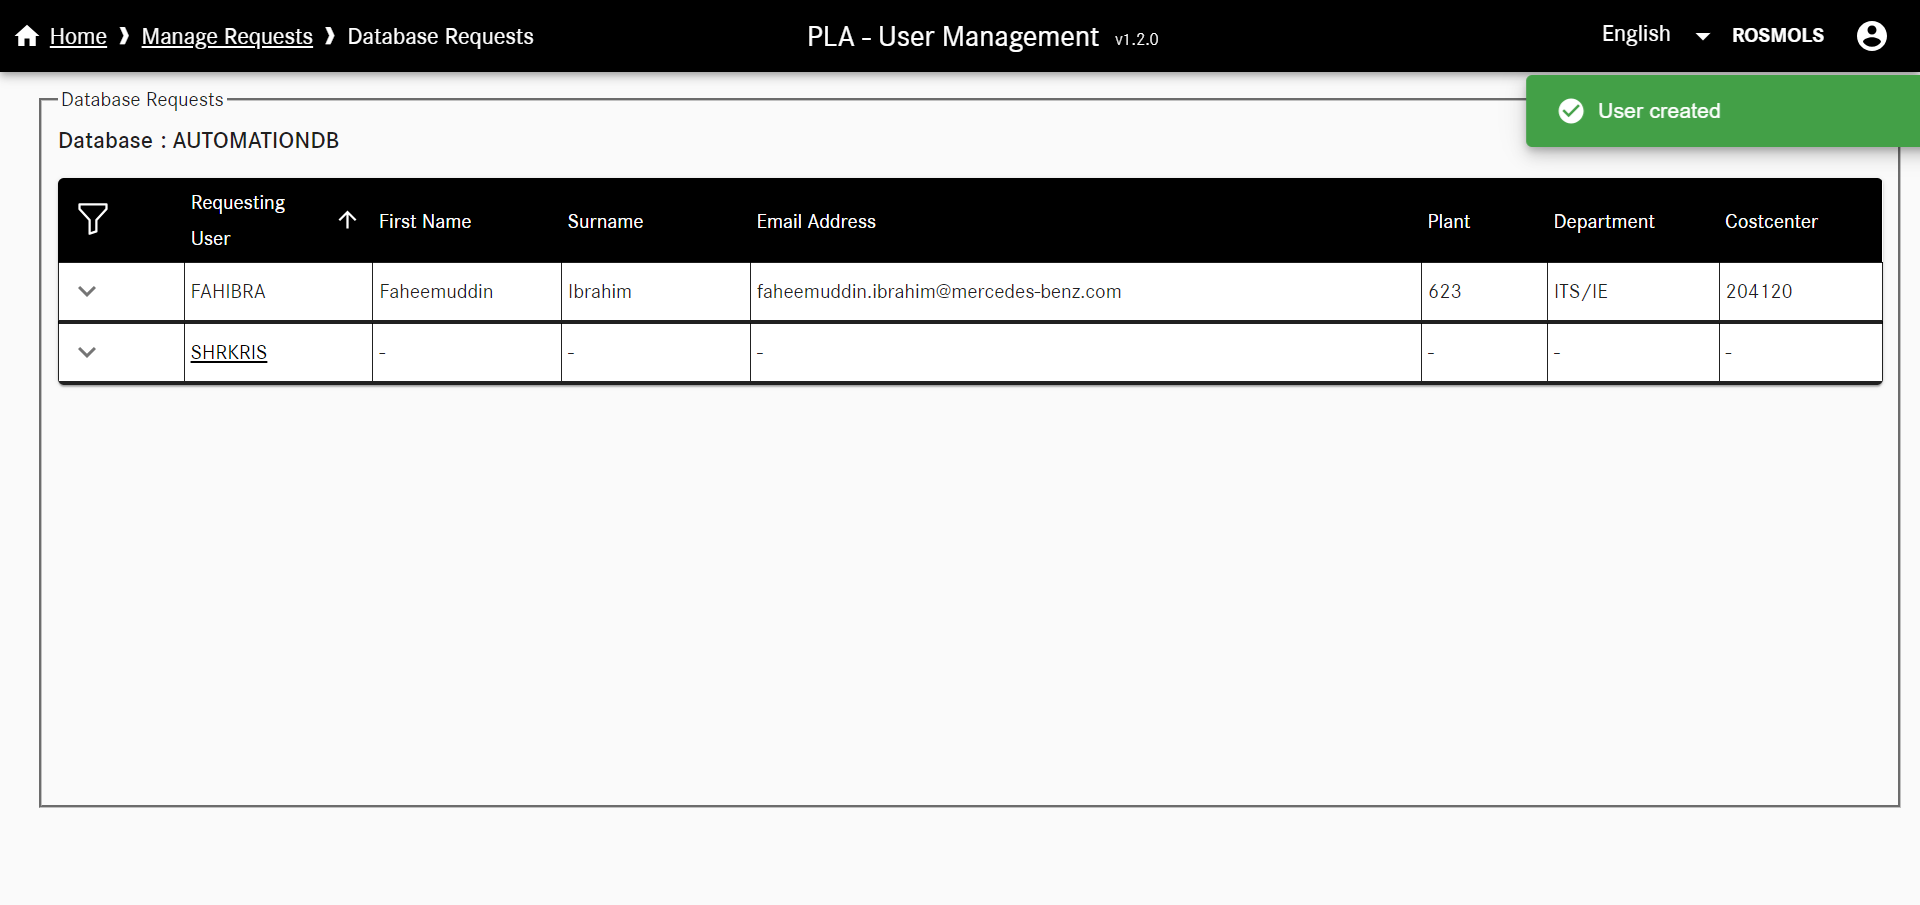 Home ❱ Manage Requests ❱ Database Requests
PLA - User Management v1.2.0
English
ROSMOLS
User created
Database Requests
Database : AUTOMATIONDB
Requesting User
First Name
Surname
Email Address
Plant
Department
Costcenter
FAHIBRA Faheemuddin Ibrahim faheemuddin.ibrahim@mercedes-benz.com 623 ITS/IE 204120
SHRKRIS - - - - - -